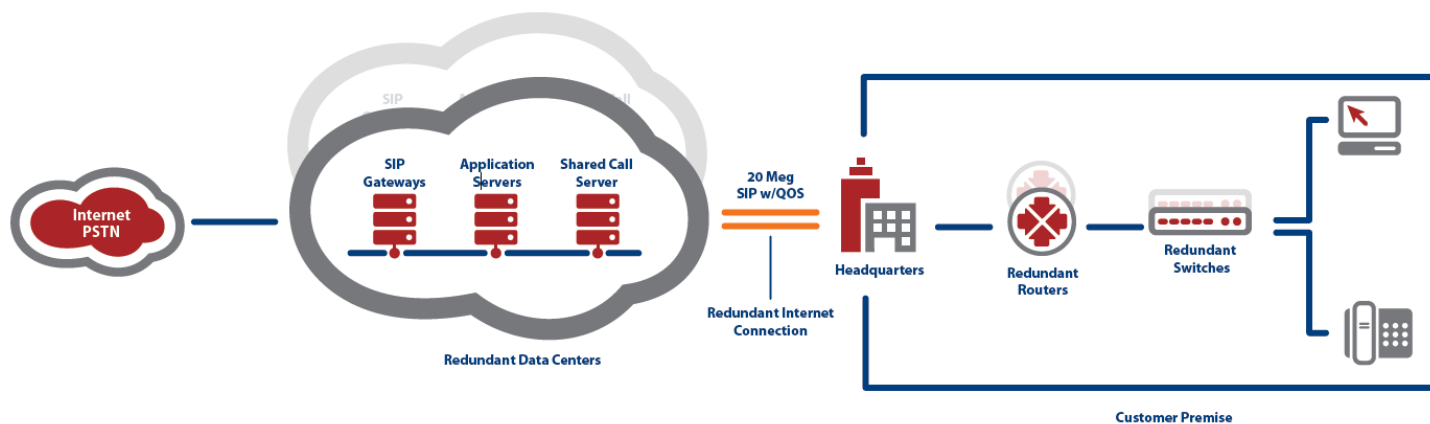 SIP
Internet
PSTN
SIP
Gateways
Application
Servers
Shared Call
Server
Redundant Data Centers
20 Meg
SIP w/QOS
Redundant Internet
Connection
Headquarters
Redundant
Routers
Redundant
Switches
Customer Premise